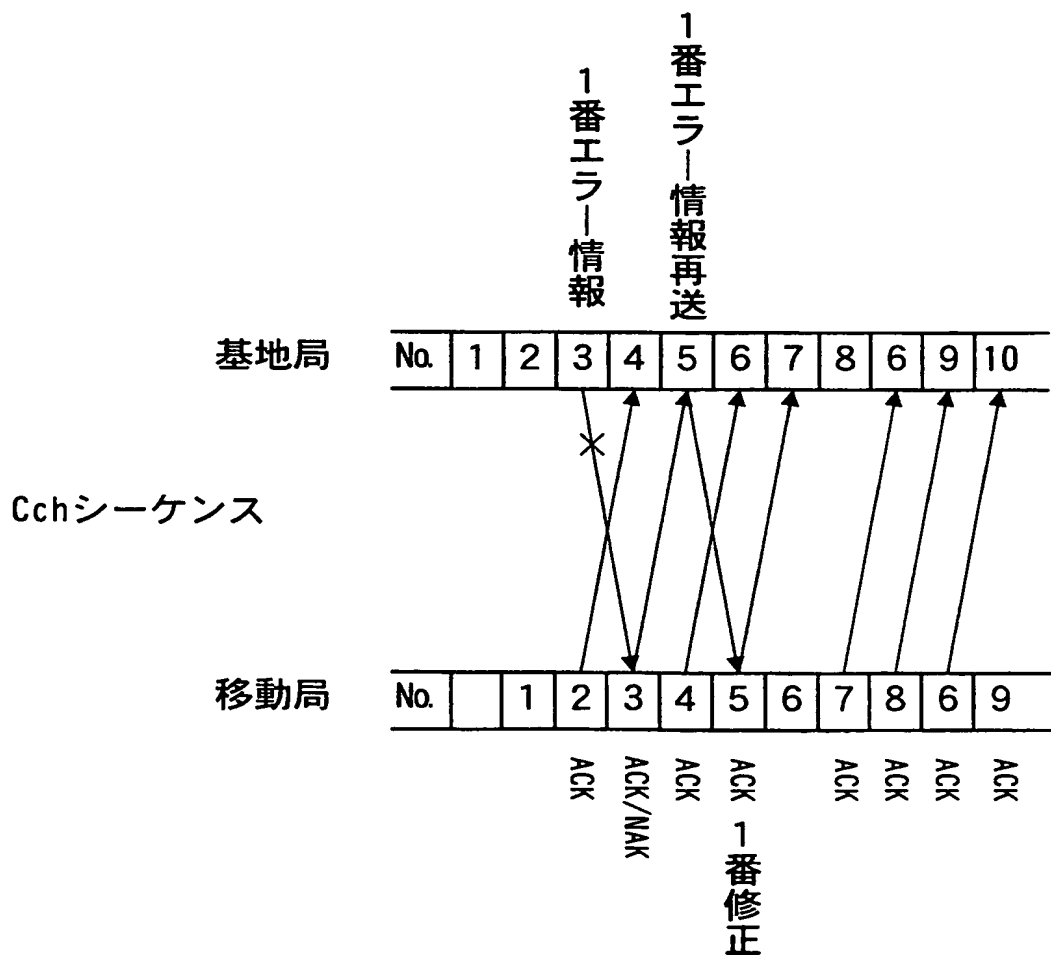 1番エラー情報
1番エラー情報再送
基地局 No. 1 2 3 4 5 6 7 8 6 9 10
Cchシーケンス
移動局 No. 1 2 3 4 5 6 7 8 6 9
ACK ACK/NAK ACK ACK ACK ACK ACK ACK
1番修正